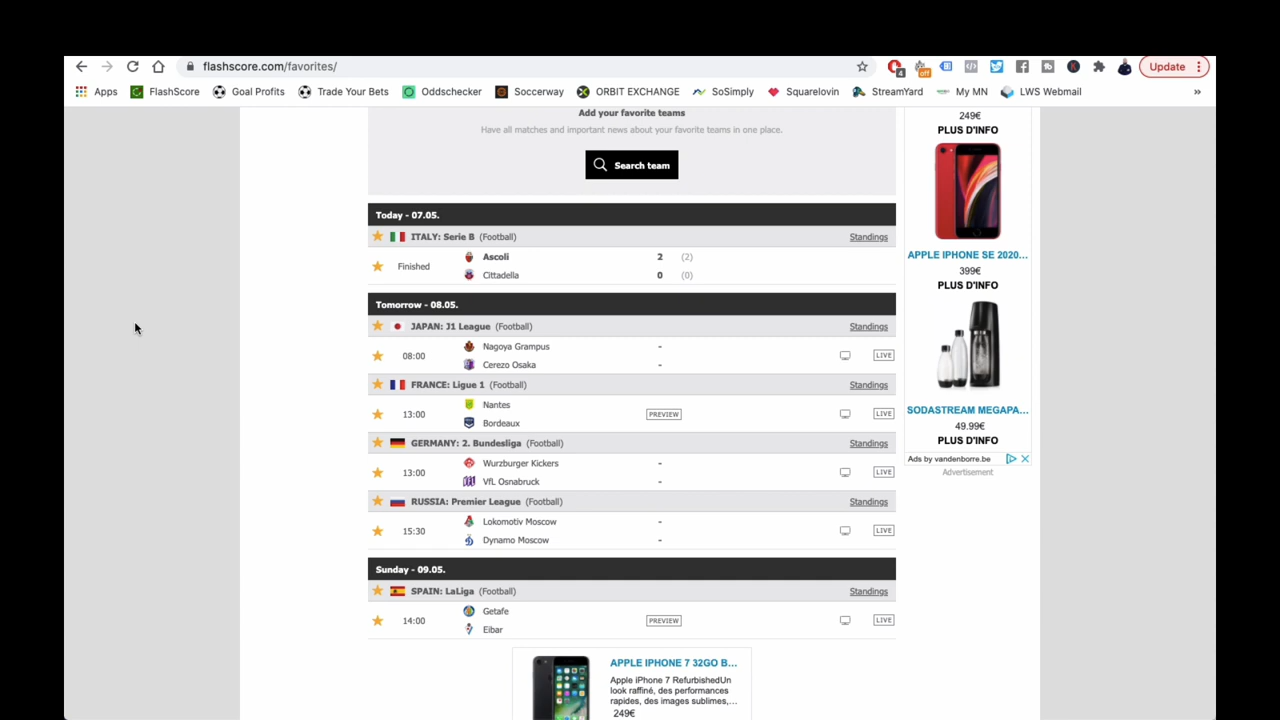 flashscore.com/favorites/
4
off
Update
Apps
FlashScore
Goal Profits
Trade Your Bets
Oddschecker
Soccerway
ORBIT EXCHANGE
SoSimply
Squarelovin
StreamYard
My MN
LWS Webmail
»
Add your favorite teams
Have all matches and important news about your favorite teams in one place.
Search team
Today - 07.05.
ITALY: Serie B (Football) Standings
Finished
Ascoli 2 (2)
Cittadella 0 (0)
Tomorrow - 08.05.
JAPAN: J1 League (Football) Standings
08:00
Nagoya Grampus -
Cerezo Osaka -
LIVE
FRANCE: Ligue 1 (Football) Standings
13:00
Nantes
Bordeaux
PREVIEW
LIVE
GERMANY: 2. Bundesliga (Football) Standings
13:00
Wurzburger Kickers -
VfL Osnabruck -
LIVE
RUSSIA: Premier League (Football) Standings
15:30
Lokomotiv Moscow -
Dynamo Moscow -
LIVE
Sunday - 09.05.
SPAIN: LaLiga (Football) Standings
14:00
Getafe
Eibar
PREVIEW
LIVE
APPLE IPHONE 7 32GO B...
Apple iPhone 7 RefurbishedUn
look raffiné, des performances
rapides, des images sublimes,...
249€
249€
PLUS D'INFO
APPLE IPHONE SE 2020...
399€
PLUS D'INFO
SODASTREAM MEGAPA...
49.99€
PLUS D'INFO
Ads by vandenborre.be
Advertisement